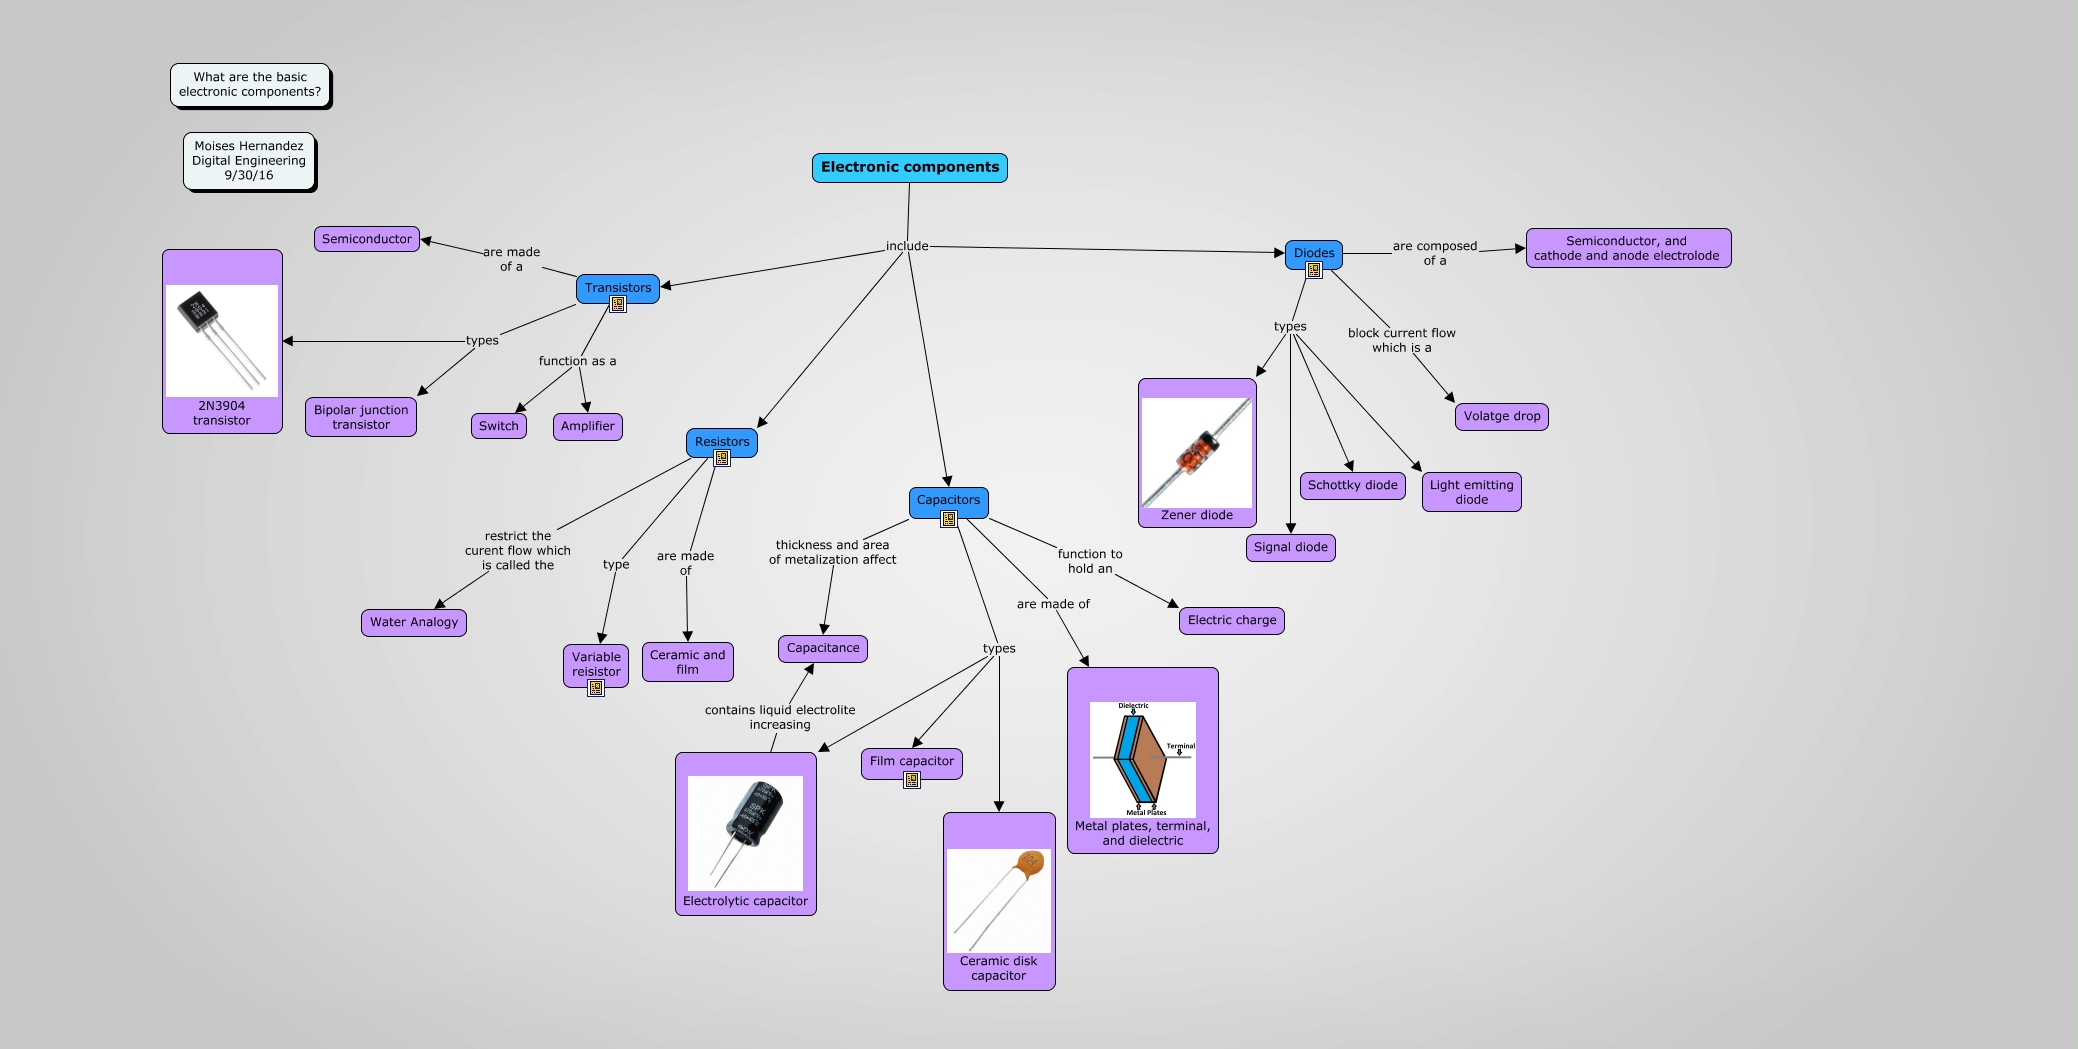 What are the basic
electronic components?
Moises Hernandez
Digital Engineering
9/30/16
Electronic components
include
Semiconductor
are made
of a
Transistors
types
function as a
2N3904
transistor
Bipolar junction
transistor
Switch
Amplifier
Diodes
are composed
of a
Semiconductor, and
cathode and anode electrolode
types
block current flow
which is a
Volatge drop
Zener diode
Schottky diode
Light emitting
diode
Signal diode
Resistors
restrict the
curent flow which
is called the
type
are made
of
Water Analogy
Variable
reisistor
Ceramic and
film
Capacitors
thickness and area
of metalization affect
function to
hold an
are made of
types
Capacitance
Electric charge
contains liquid electrolite
increasing
SPK
Electrolytic capacitor
Film capacitor
Ceramic disk
capacitor
Dielectric
Terminal
Metal Plates
Metal plates, terminal,
and dielectric